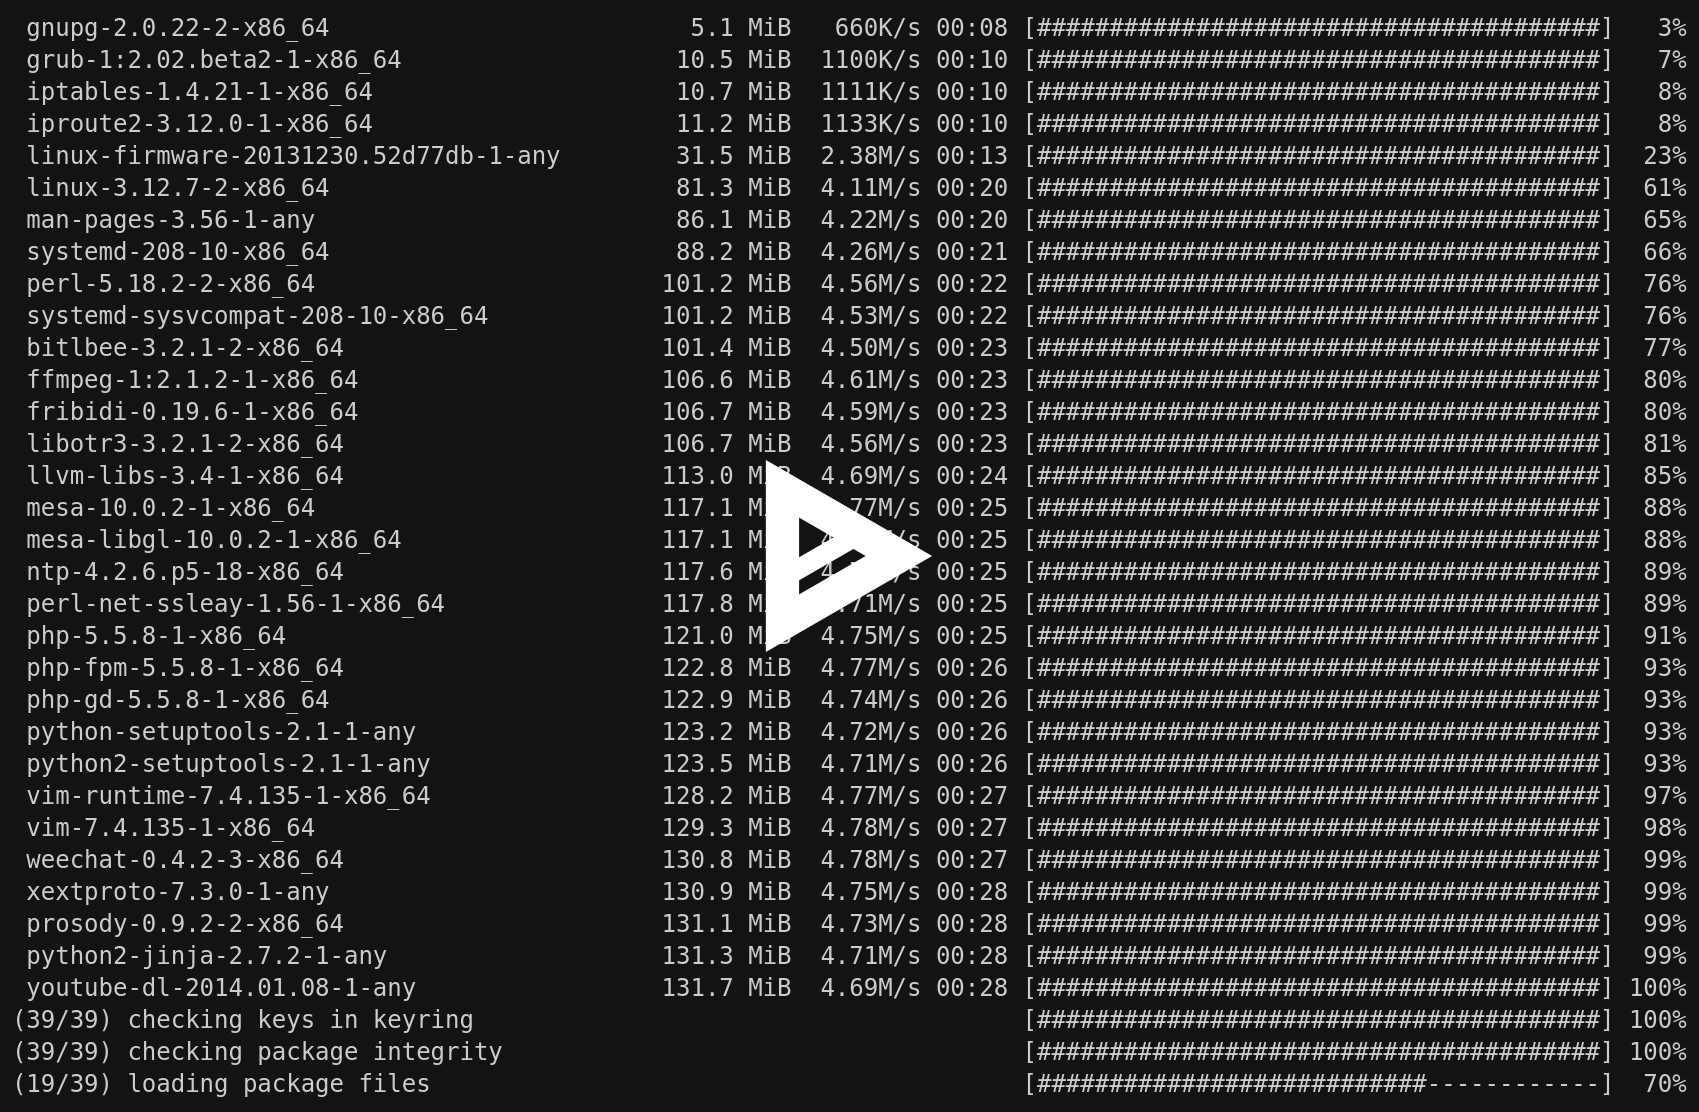 gnupg-2.0.22-2-x86_64 5.1 MiB 660K/s 00:08 [#######################################] 3%
grub-1:2.02.beta2-1-x86_64 10.5 MiB 1100K/s 00:10 [#######################################] 7%
iptables-1.4.21-1-x86_64 10.7 MiB 1111K/s 00:10 [#######################################] 8%
iproute2-3.12.0-1-x86_64 11.2 MiB 1133K/s 00:10 [#######################################] 8%
linux-firmware-20131230.52d77db-1-any 31.5 MiB 2.38M/s 00:13 [#######################################] 23%
linux-3.12.7-2-x86_64 81.3 MiB 4.11M/s 00:20 [#######################################] 61%
man-pages-3.56-1-any 86.1 MiB 4.22M/s 00:20 [#######################################] 65%
systemd-208-10-x86_64 88.2 MiB 4.26M/s 00:21 [#######################################] 66%
perl-5.18.2-2-x86_64 101.2 MiB 4.56M/s 00:22 [#######################################] 76%
systemd-sysvcompat-208-10-x86_64 101.2 MiB 4.53M/s 00:22 [#######################################] 76%
bitlbee-3.2.1-2-x86_64 101.4 MiB 4.50M/s 00:23 [#######################################] 77%
ffmpeg-1:2.1.2-1-x86_64 106.6 MiB 4.61M/s 00:23 [#######################################] 80%
fribidi-0.19.6-1-x86_64 106.7 MiB 4.59M/s 00:23 [#######################################] 80%
libotr3-3.2.1-2-x86_64 106.7 MiB 4.56M/s 00:23 [#######################################] 81%
llvm-libs-3.4-1-x86_64 113.0 MiB 4.69M/s 00:24 [#######################################] 85%
mesa-10.0.2-1-x86_64 117.1 00:25 [#######################################] 88%
mesa-libgl-10.0.2-1-x86_64 117.1 00:25 [#######################################] 88%
ntp-4.2.6.p5-18-x86_64 117.6 00:25 [#######################################] 89%
perl-net-ssleay-1.56-1-x86_64 117.8 00:25 [#######################################] 89%
php-5.5.8-1-x86_64 121.0 MiB 4.75M/s 00:25 [#######################################] 91%
php-fpm-5.5.8-1-x86_64 122.8 MiB 4.77M/s 00:26 [#######################################] 93%
php-gd-5.5.8-1-x86_64 122.9 MiB 4.74M/s 00:26 [#######################################] 93%
python-setuptools-2.1-1-any 123.2 MiB 4.72M/s 00:26 [#######################################] 93%
python2-setuptools-2.1-1-any 123.5 MiB 4.71M/s 00:26 [#######################################] 93%
vim-runtime-7.4.135-1-x86_64 128.2 MiB 4.77M/s 00:27 [#######################################] 97%
vim-7.4.135-1-x86_64 129.3 MiB 4.78M/s 00:27 [#######################################] 98%
weechat-0.4.2-3-x86_64 130.8 MiB 4.78M/s 00:27 [#######################################] 99%
xextproto-7.3.0-1-any 130.9 MiB 4.75M/s 00:28 [#######################################] 99%
prosody-0.9.2-2-x86_64 131.1 MiB 4.73M/s 00:28 [#######################################] 99%
python2-jinja-2.7.2-1-any 131.3 MiB 4.71M/s 00:28 [#######################################] 99%
youtube-dl-2014.01.08-1-any 131.7 MiB 4.69M/s 00:28 [#######################################] 100%
(39/39) checking keys in keyring [#######################################] 100%
(39/39) checking package integrity [#######################################] 100%
(19/39) loading package files [###########################------------] 70%